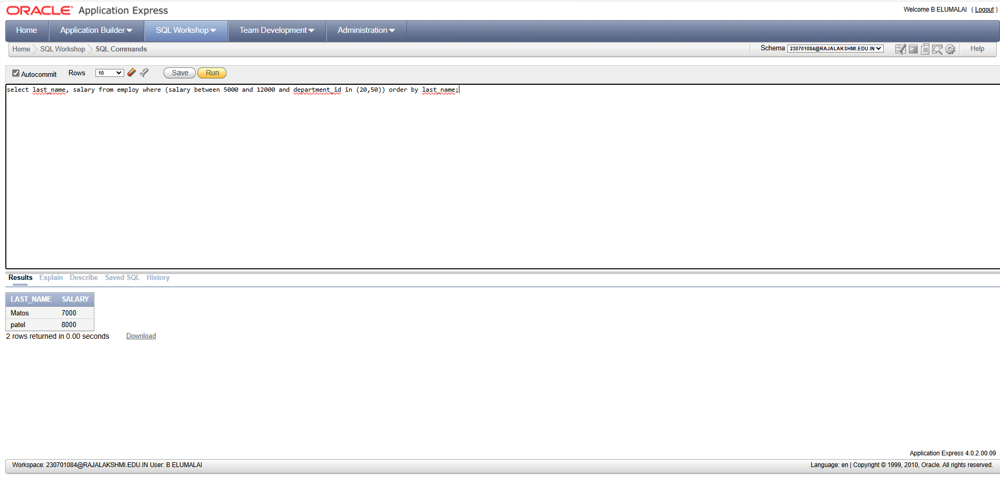 ORACLE Application Express
Welcome B ELUMALAI ( Logout )
Home Application Builder SQL Workshop Team Development Administration
Home SQL Workshop SQL Commands Schema 230701084@RAJALAKSHMI.EDU.IN Help
Autocommit Rows 10 Save Run
select last_name, salary from employ where (salary between 5000 and 12000 and department_id in (20,50)) order by last_name;
Results Explain Describe Saved SQL History
LAST_NAME SALARY
Matos 7000
patel 8000
2 rows returned in 0.00 seconds Download
Application Express 4.0.2.00.09
Workspace: 230701084@RAJALAKSHMI.EDU.IN User: B ELUMALAI Language: en | Copyright © 1999, 2010, Oracle. All rights reserved.